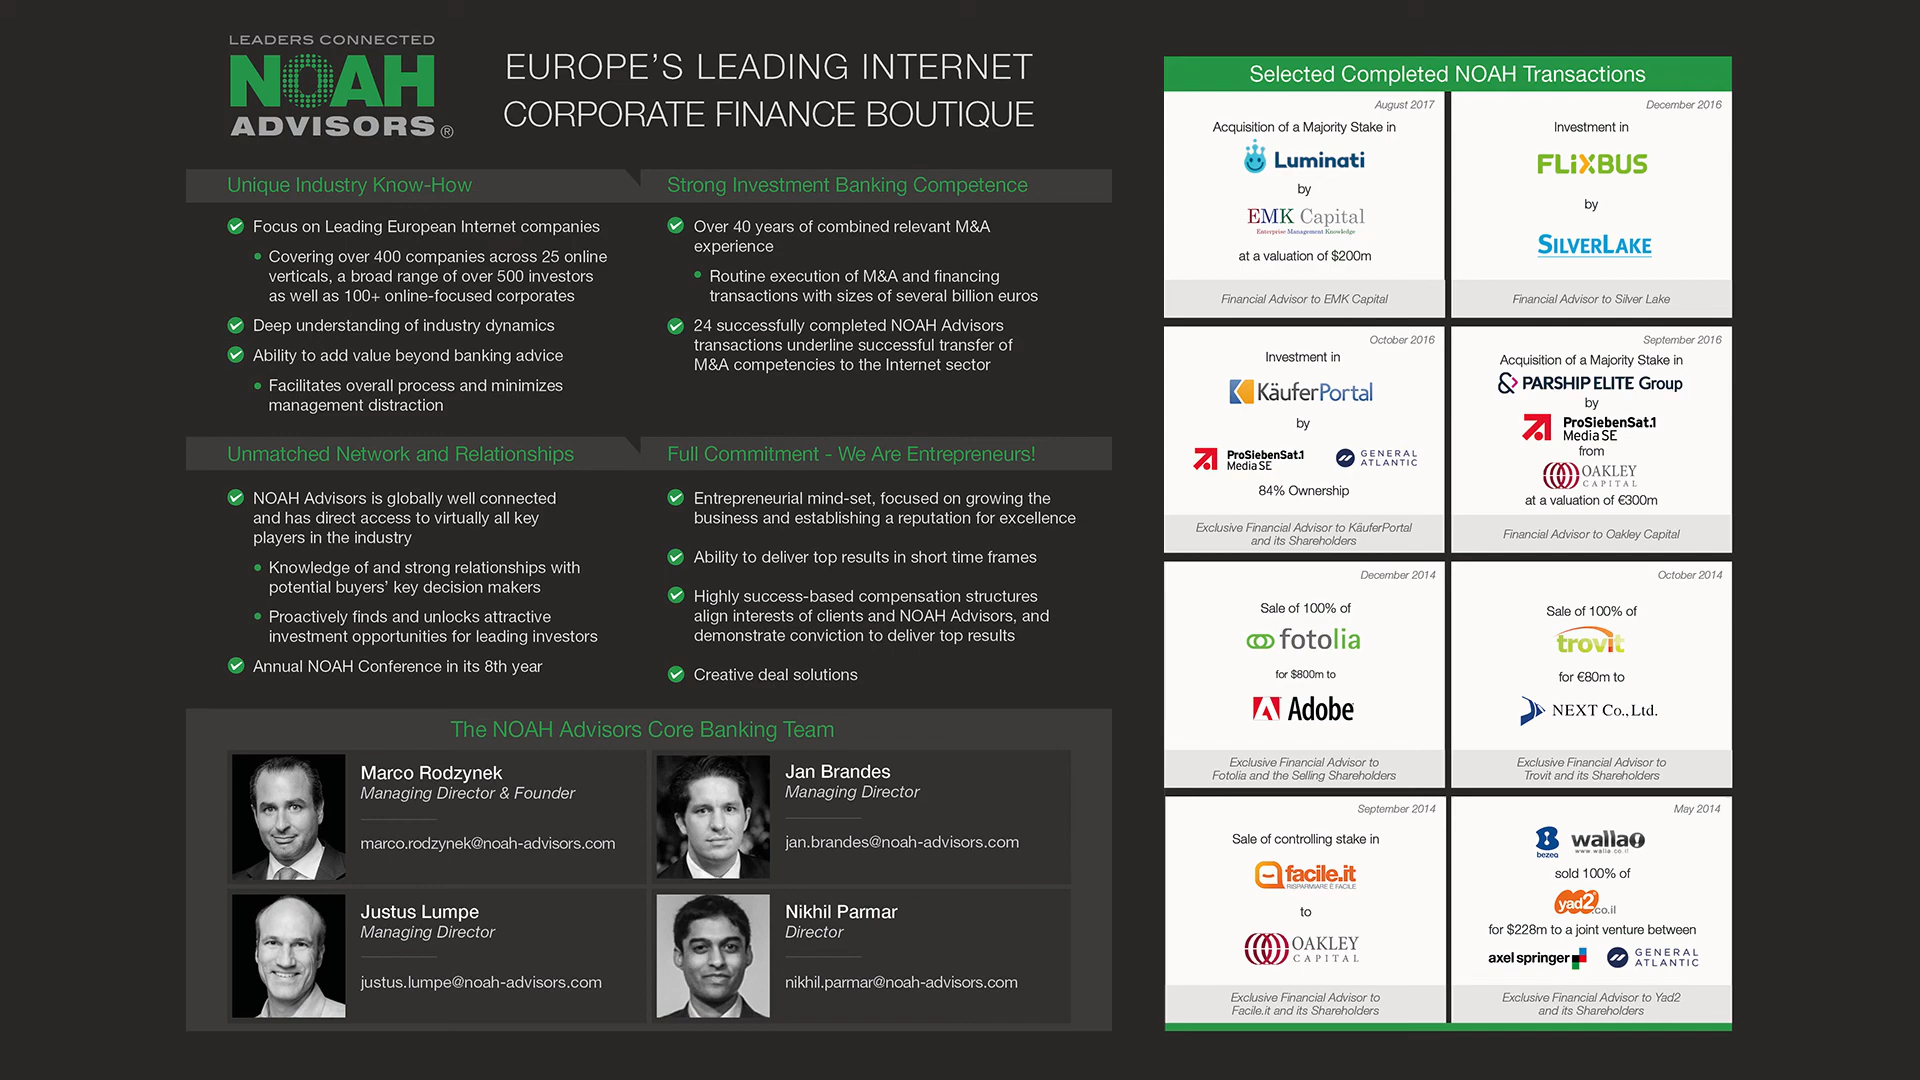 LEADERS CONNECTED
NOAH
ADVISORS ®
EUROPE'S LEADING INTERNET
CORPORATE FINANCE BOUTIQUE
Unique Industry Know-How
Focus on Leading European Internet companies
Covering over 400 companies across 25 online
verticals, a broad range of over 500 investors
as well as 100+ online-focused corporates
Deep understanding of industry dynamics
Ability to add value beyond banking advice
Facilitates overall process and minimizes
management distraction
Strong Investment Banking Competence
Over 40 years of combined relevant M&A
experience
Routine execution of M&A and financing
transactions with sizes of several billion euros
24 successfully completed NOAH Advisors
transactions underline successful transfer of
M&A competencies to the Internet sector
Unmatched Network and Relationships
NOAH Advisors is globally well connected
and has direct access to virtually all key
players in the industry
Knowledge of and strong relationships with
potential buyers' key decision makers
Proactively finds and unlocks attractive
investment opportunities for leading investors
Annual NOAH Conference in its 8th year
Full Commitment - We Are Entrepreneurs!
Entrepreneurial mind-set, focused on growing the
business and establishing a reputation for excellence
Ability to deliver top results in short time frames
Highly success-based compensation structures
align interests of clients and NOAH Advisors, and
demonstrate conviction to deliver top results
Creative deal solutions
The NOAH Advisors Core Banking Team
Marco Rodzynek
Managing Director & Founder
marco.rodzynek@noah-advisors.com
Jan Brandes
Managing Director
jan.brandes@noah-advisors.com
Justus Lumpe
Managing Director
justus.lumpe@noah-advisors.com
Nikhil Parmar
Director
nikhil.parmar@noah-advisors.com
Selected Completed NOAH Transactions
August 2017
Acquisition of a Majority Stake in
Luminati
by
EMK Capital
Enterprise Management Knowledge
at a valuation of $200m
Financial Advisor to EMK Capital
December 2016
Investment in
FLiXBUS
by
SILVERLAKE
Financial Advisor to Silver Lake
October 2016
Investment in
KäuferPortal
by
ProSiebenSat.1
Media SE
GENERAL
ATLANTIC
84% Ownership
Exclusive Financial Advisor to KäuferPortal
and its Shareholders
September 2016
Acquisition of a Majority Stake in
PARSHIP ELITE Group
by
ProSiebenSat.1
Media SE
from
OAKLEY
CAPITAL
at a valuation of €300m
Financial Advisor to Oakley Capital
December 2014
Sale of 100% of
fotolia
for $800m to
Adobe
Exclusive Financial Advisor to
Fotolia and the Selling Shareholders
October 2014
Sale of 100% of
trovit
for €80m to
NEXT Co.,Ltd.
Exclusive Financial Advisor to
Trovit and its Shareholders
September 2014
Sale of controlling stake in
facile.it
RISPARMIARE È FACILE
to
OAKLEY
CAPITAL
Exclusive Financial Advisor to
Facile.it and its Shareholders
May 2014
bezeq
walla!
www.walla.co.il
sold 100% of
yad2.co.il
for $228m to a joint venture between
axel springer
GENERAL
ATLANTIC
Exclusive Financial Advisor to Yad2
and its Shareholders